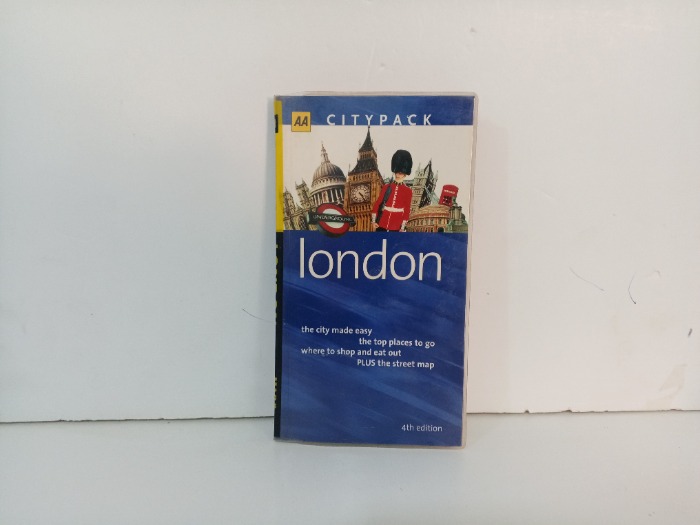 AA CITYPACK
UNDERGROUND
london
the city made easy
the top places to go
where to shop and eat out
PLUS the street map
4th edition